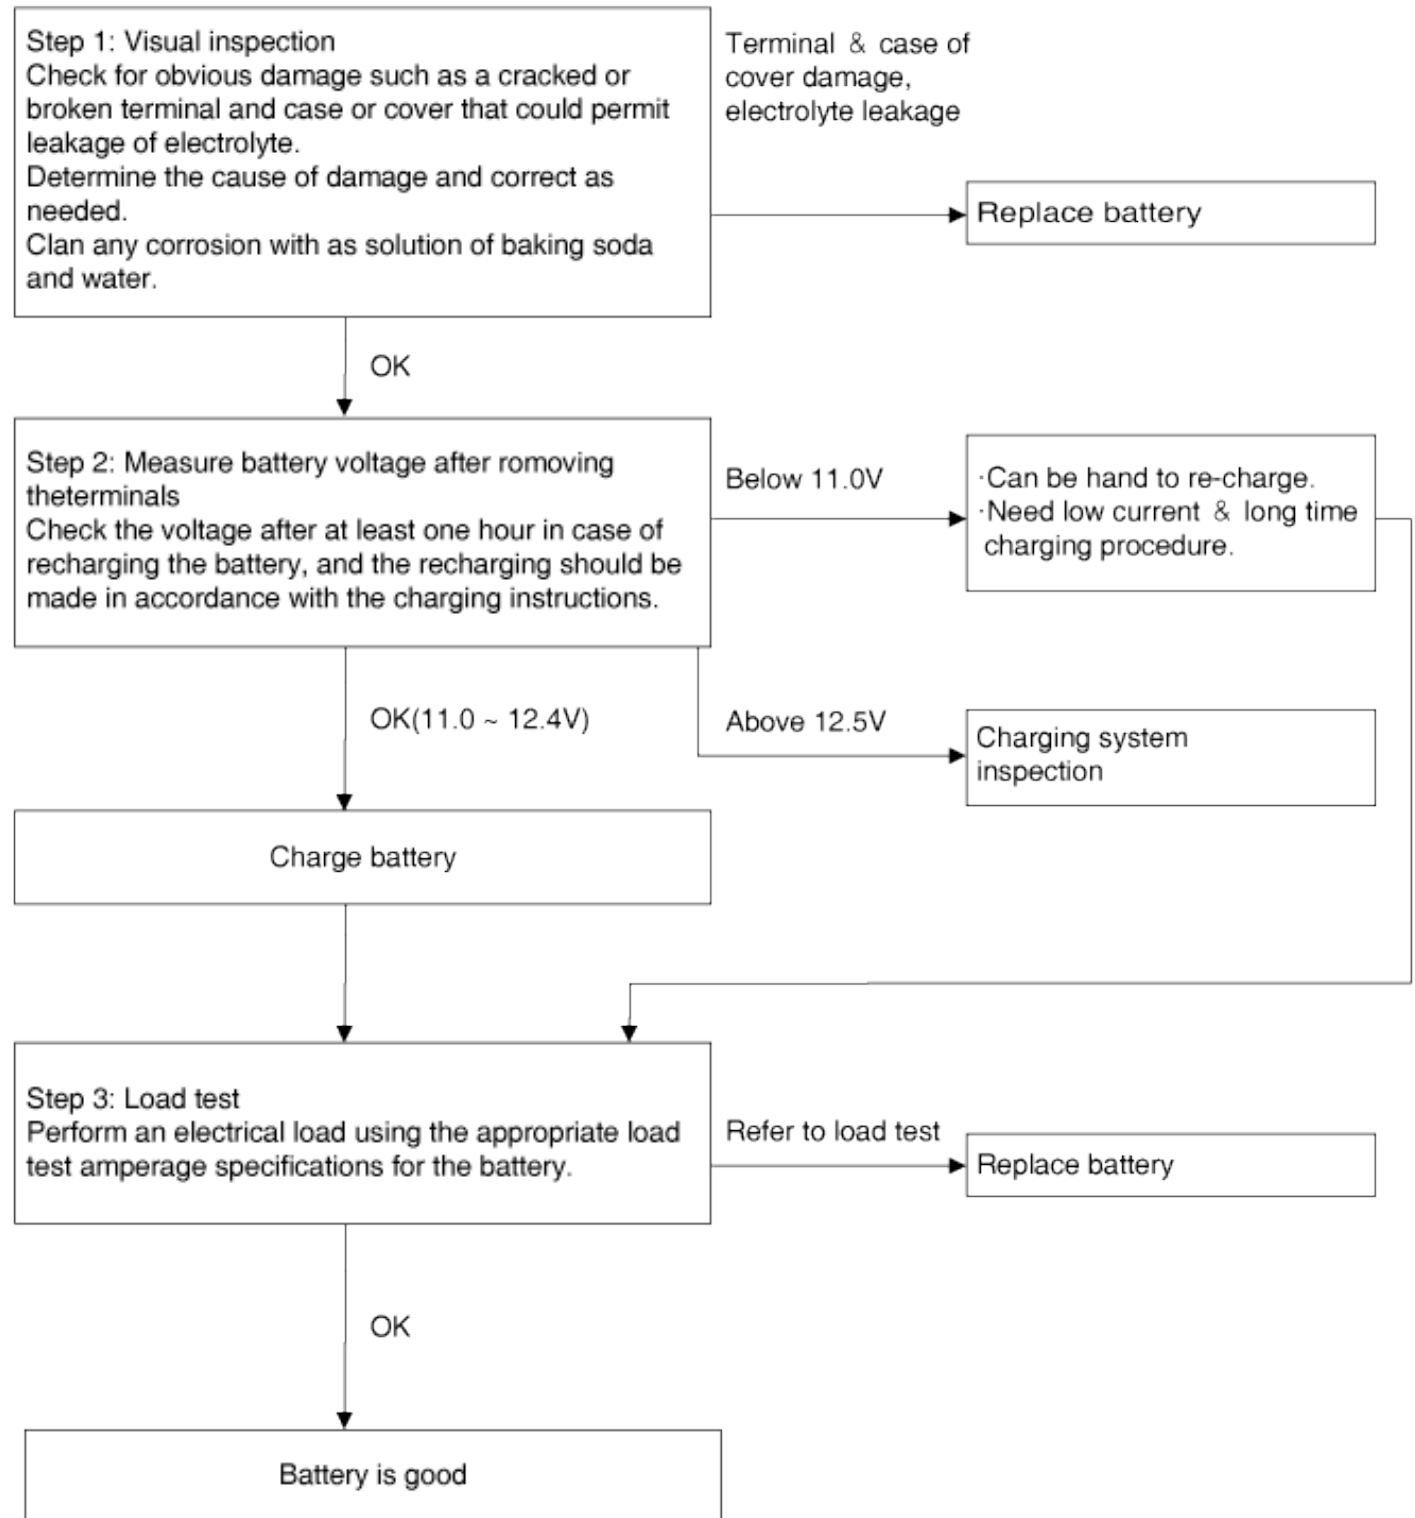 Step 1: Visual inspection
Check for obvious damage such as a cracked or
broken terminal and case or cover that could permit
leakage of electrolyte.
Determine the cause of damage and correct as
needed.
Clan any corrosion with as solution of baking soda
and water.
Terminal & case of
cover damage,
electrolyte leakage
Replace battery
OK
Step 2: Measure battery voltage after romoving
theterminals
Check the voltage after at least one hour in case of
recharging the battery, and the recharging should be
made in accordance with the charging instructions.
Below 11.0V
·Can be hand to re-charge.
·Need low current & long time
charging procedure.
OK(11.0 ~ 12.4V)
Above 12.5V
Charging system
inspection
Charge battery
Step 3: Load test
Perform an electrical load using the appropriate load
test amperage specifications for the battery.
Refer to load test
Replace battery
OK
Battery is good